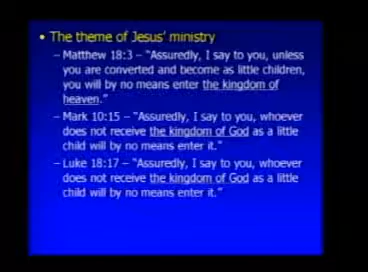 • The theme of Jesus' ministry
– Matthew 18:3 – "Assuredly, I say to you, unless
you are converted and become as little children,
you will by no means enter the kingdom of
heaven."
– Mark 10:15 – "Assuredly, I say to you, whoever
does not receive the kingdom of God as a little
child will by no means enter it."
– Luke 18:17 – "Assuredly, I say to you, whoever
does not receive the kingdom of God as a little
child will by no means enter it."